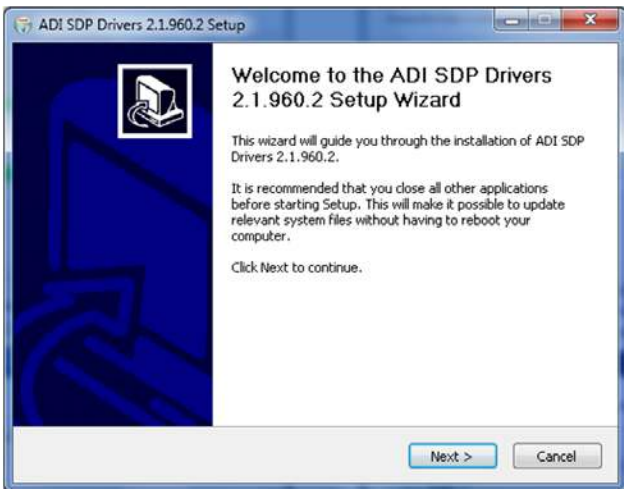 ADI SDP Drivers 2.1.960.2 Setup
Welcome to the ADI SDP Drivers
2.1.960.2 Setup Wizard
This wizard will guide you through the installation of ADI SDP
Drivers 2.1.960.2.
It is recommended that you close all other applications
before starting Setup. This will make it possible to update
relevant system files without having to reboot your
computer.
Click Next to continue.
Next >
Cancel